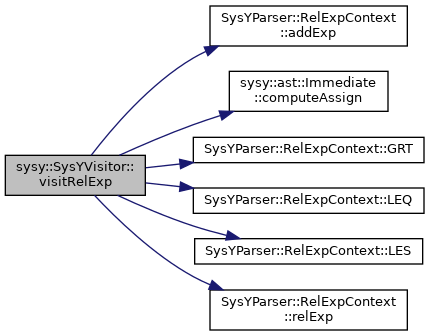 sysy::SysYVisitor::
visitRelExp
SysYParser::RelExpContext
::addExp
sysy::ast::Immediate
::computeAssign
SysYParser::RelExpContext::GRT
SysYParser::RelExpContext::LEQ
SysYParser::RelExpContext::LES
SysYParser::RelExpContext
::relExp